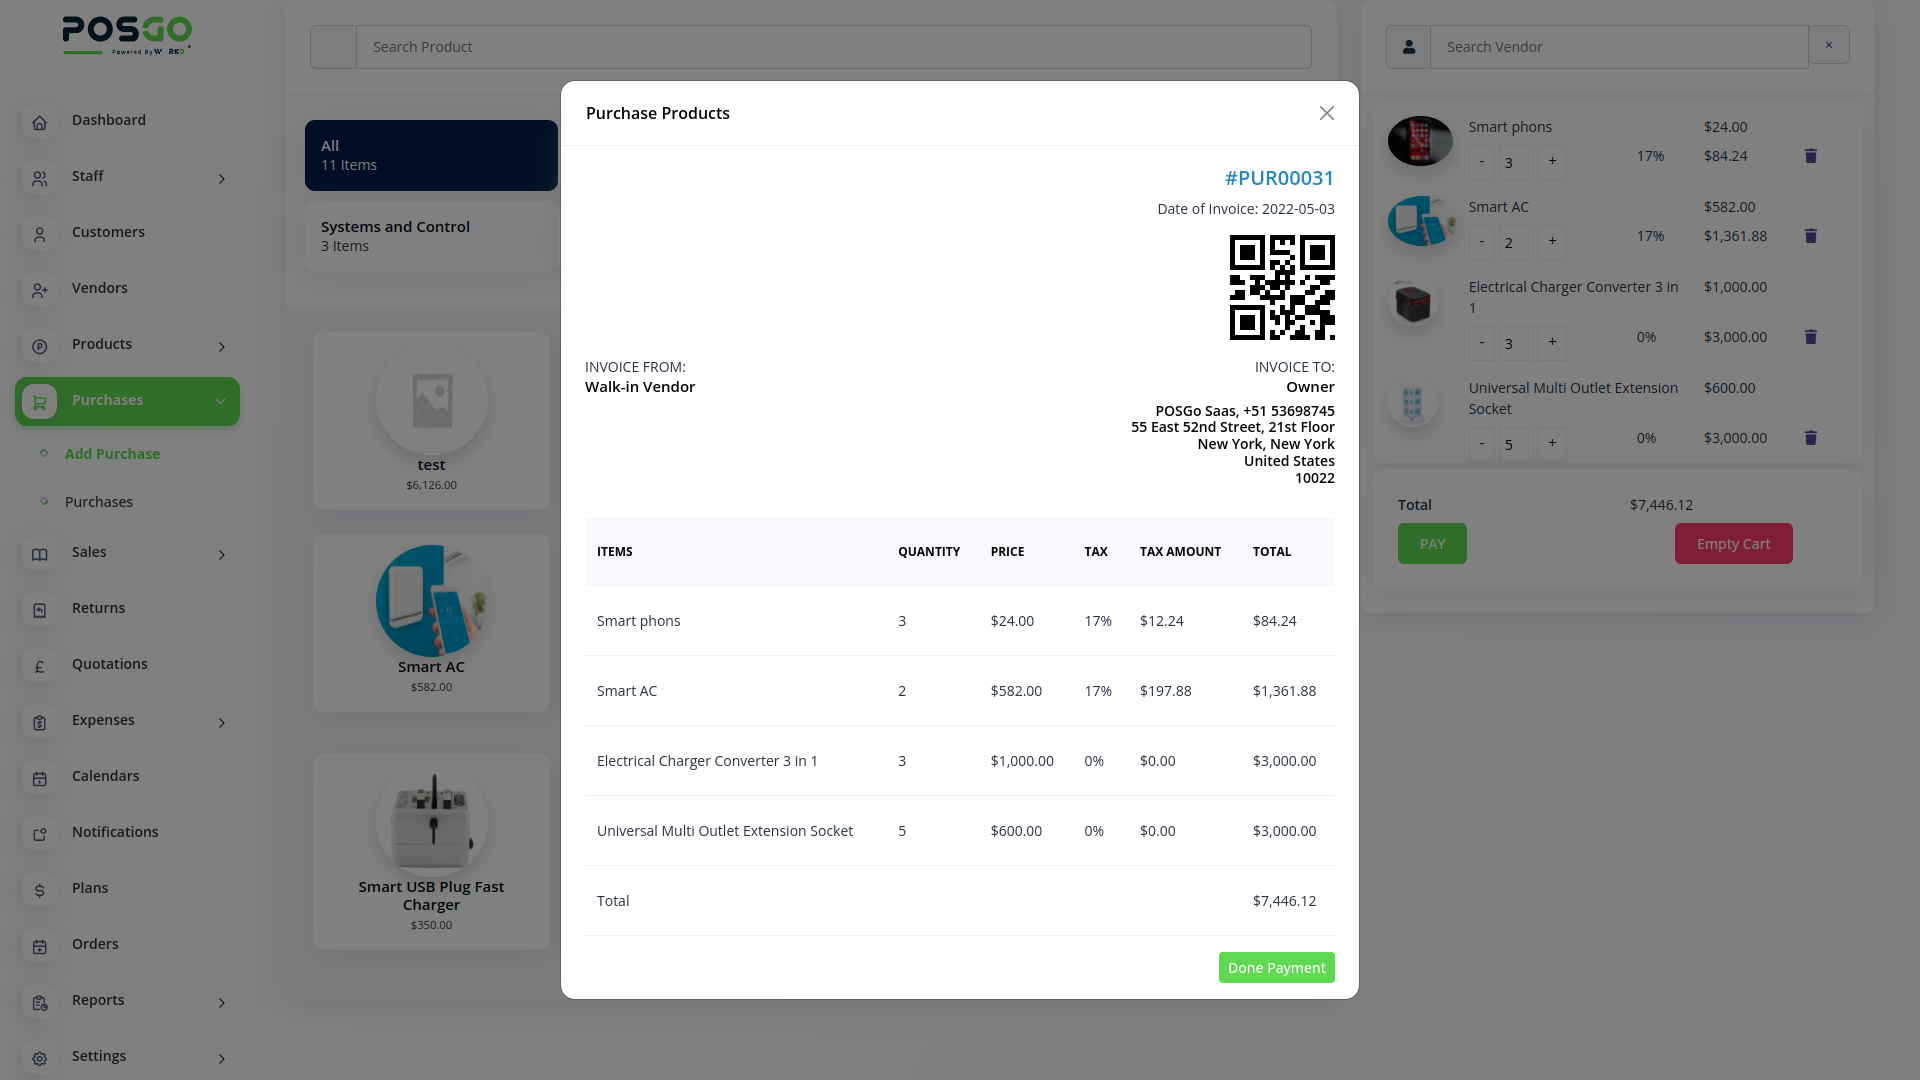 POSGO
Powered By
Dashboard
Staff
Customers
Vendors
Products
Purchases
Add Purchase
Purchases
Sales
Returns
Quotations
Expenses
Calendars
Notifications
Plans
Orders
Reports
Settings
Search Product
All
11 Items
Systems and Control
3 Items
test
$6,126.00
Smart AC
$582.00
Smart USB Plug Fast
Charger
$350.00
Purchase Products
#PUR00031
Date of Invoice: 2022-05-03
INVOICE FROM:
Walk-in Vendor
INVOICE TO:
Owner
POSGo Saas, +51 53698745
55 East 52nd Street, 21st Floor
New York, New York
United States
10022
ITEMS QUANTITY PRICE TAX TAX AMOUNT TOTAL
Smart phons 3 $24.00 17% $12.24 $84.24
Smart AC 2 $582.00 17% $197.88 $1,361.88
Electrical Charger Converter 3 in 1 3 $1,000.00 0% $0.00 $3,000.00
Universal Multi Outlet Extension Socket 5 $600.00 0% $0.00 $3,000.00
Total $7,446.12
Done Payment
Search Vendor ×
Smart phons $24.00
- 3 + 17% $84.24
Smart AC $582.00
- 2 + 17% $1,361.88
Electrical Charger Converter 3 in $1,000.00
1
- 3 + 0% $3,000.00
Universal Multi Outlet Extension $600.00
Socket
- 5 + 0% $3,000.00
Total $7,446.12
PAY Empty Cart